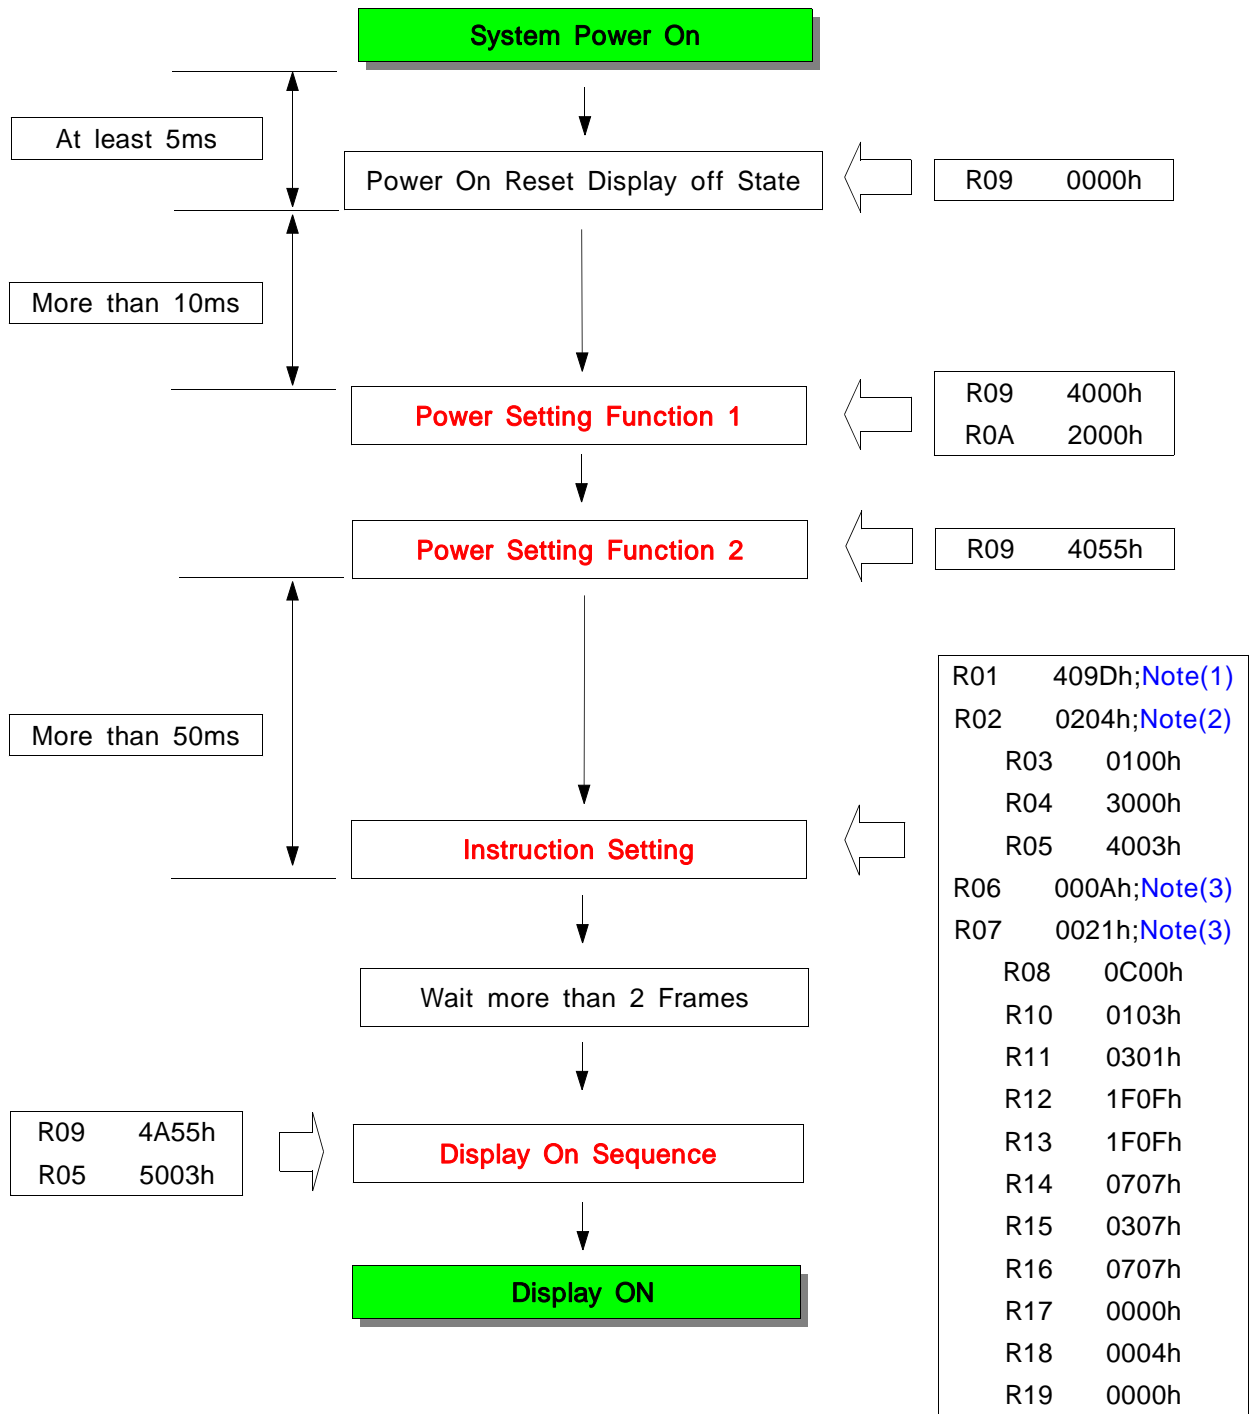 System Power On
At least 5ms
Power On Reset Display off State
R09 0000h
More than 10ms
Power Setting Function 1
R09 4000h
R0A 2000h
Power Setting Function 2
R09 4055h
More than 50ms
Instruction Setting
R01 409Dh;Note(1)
R02 0204h;Note(2)
R03 0100h
R04 3000h
R05 4003h
R06 000Ah;Note(3)
R07 0021h;Note(3)
R08 0C00h
R10 0103h
R11 0301h
R12 1F0Fh
R13 1F0Fh
R14 0707h
R15 0307h
R16 0707h
R17 0000h
R18 0004h
R19 0000h
Wait more than 2 Frames
R09 4A55h
R05 5003h
Display On Sequence
Display ON